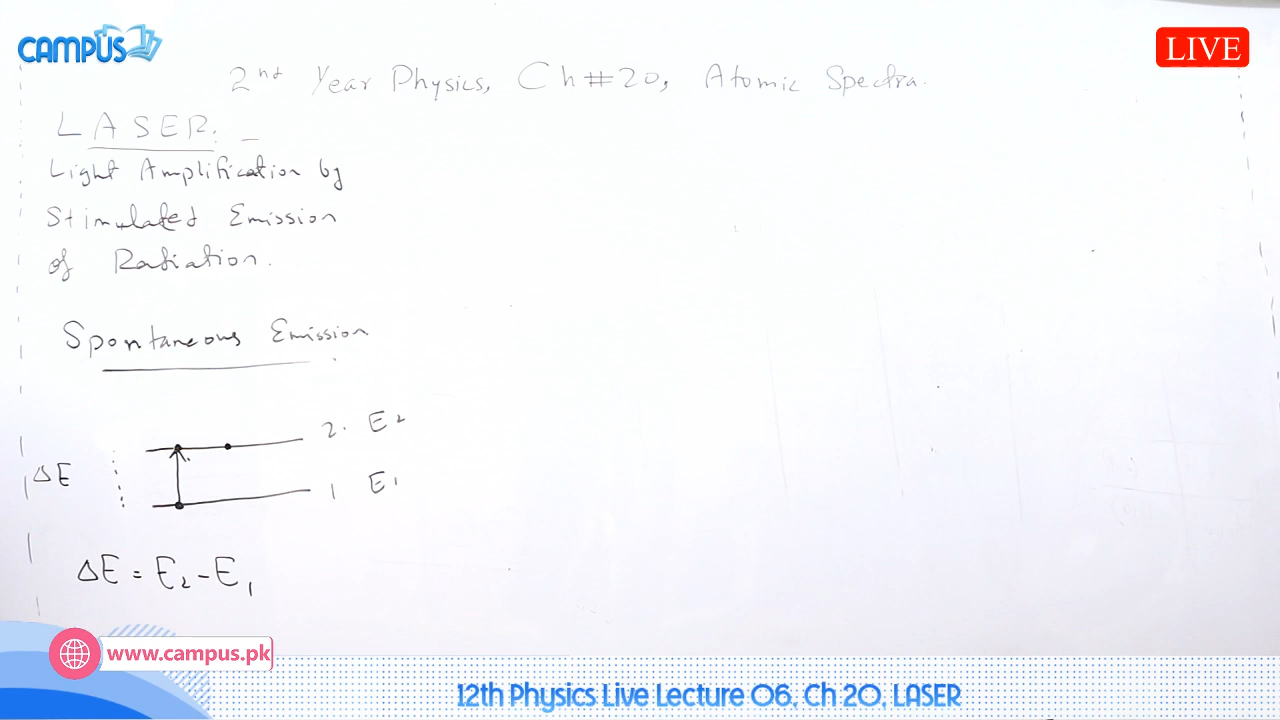 CAMPUS
LIVE
2nd Year Physics, Ch#20, Atomic Spectra.
LASER. –
Light Amplification by
Stimulated Emission
of Radiation.
Spontaneous Emission
2. E2
ΔE
1 E1
ΔE = E2 – E1
www.campus.pk
12th Physics Live Lecture 06, Ch 20, LASER